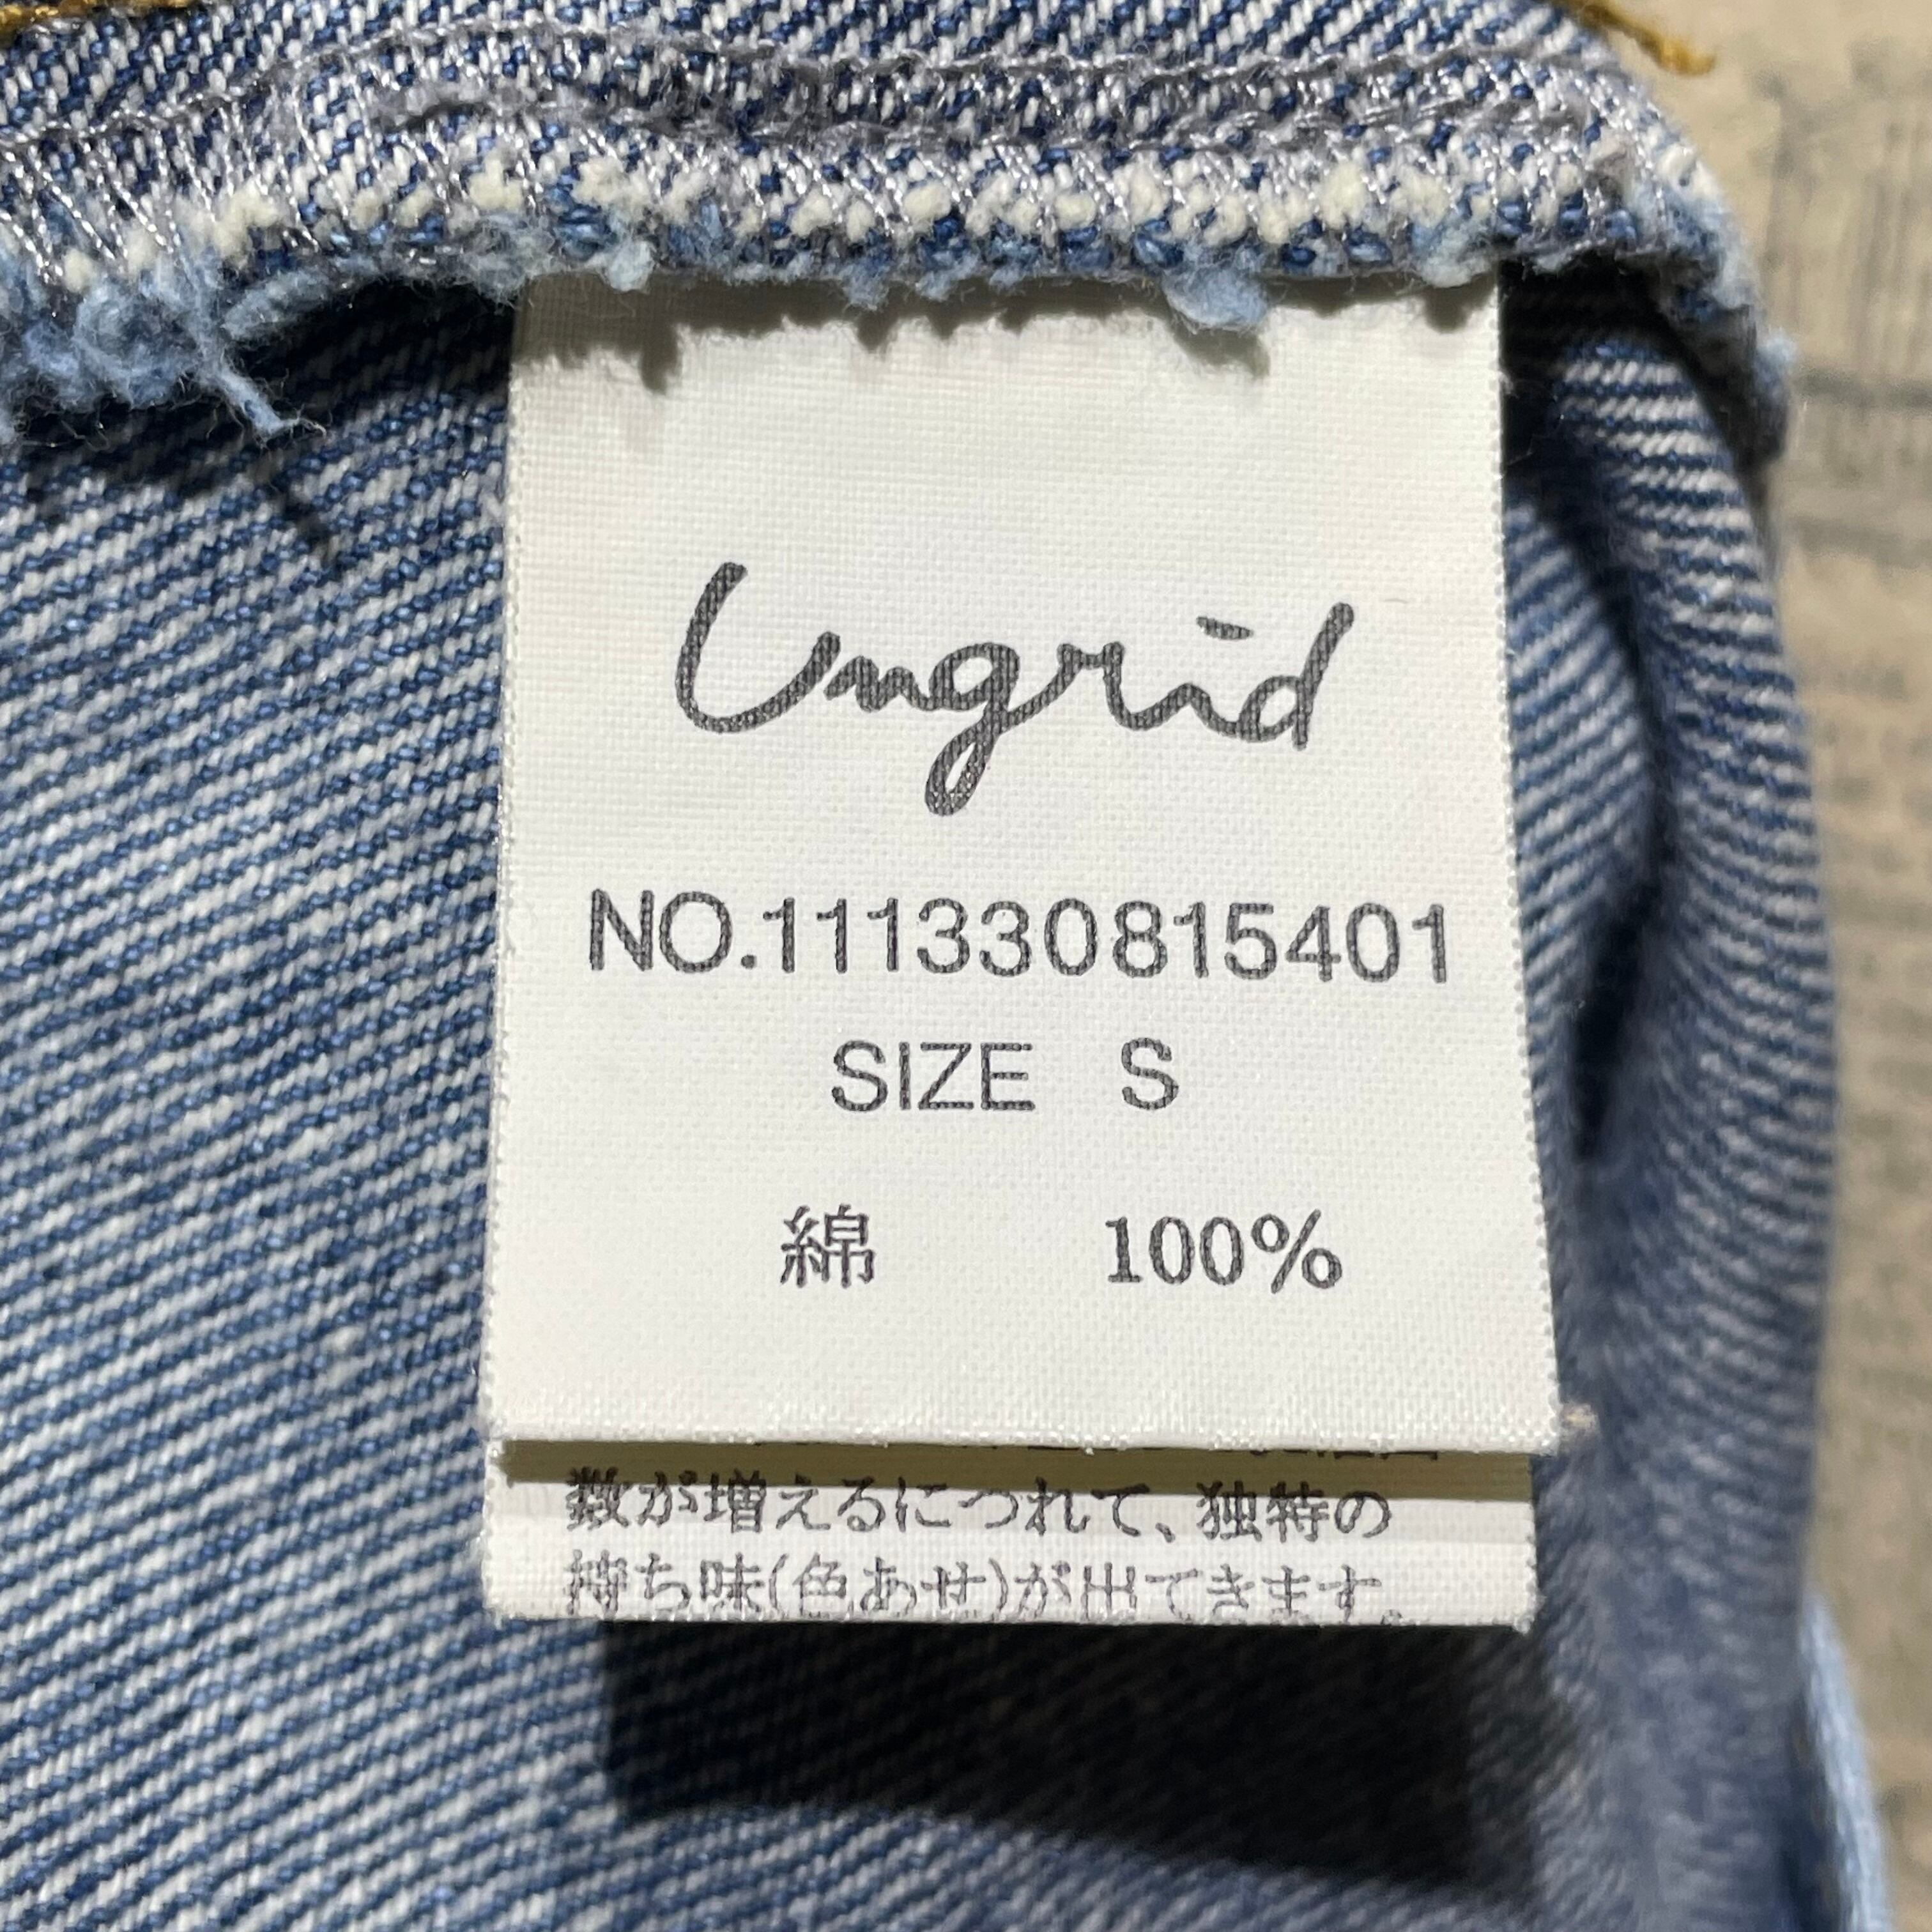 Ungrid
NO.111330815401
SIZE S
綿 100%
数が増えるにつれて、独特の
持ち味(色あせ)が出てきます。